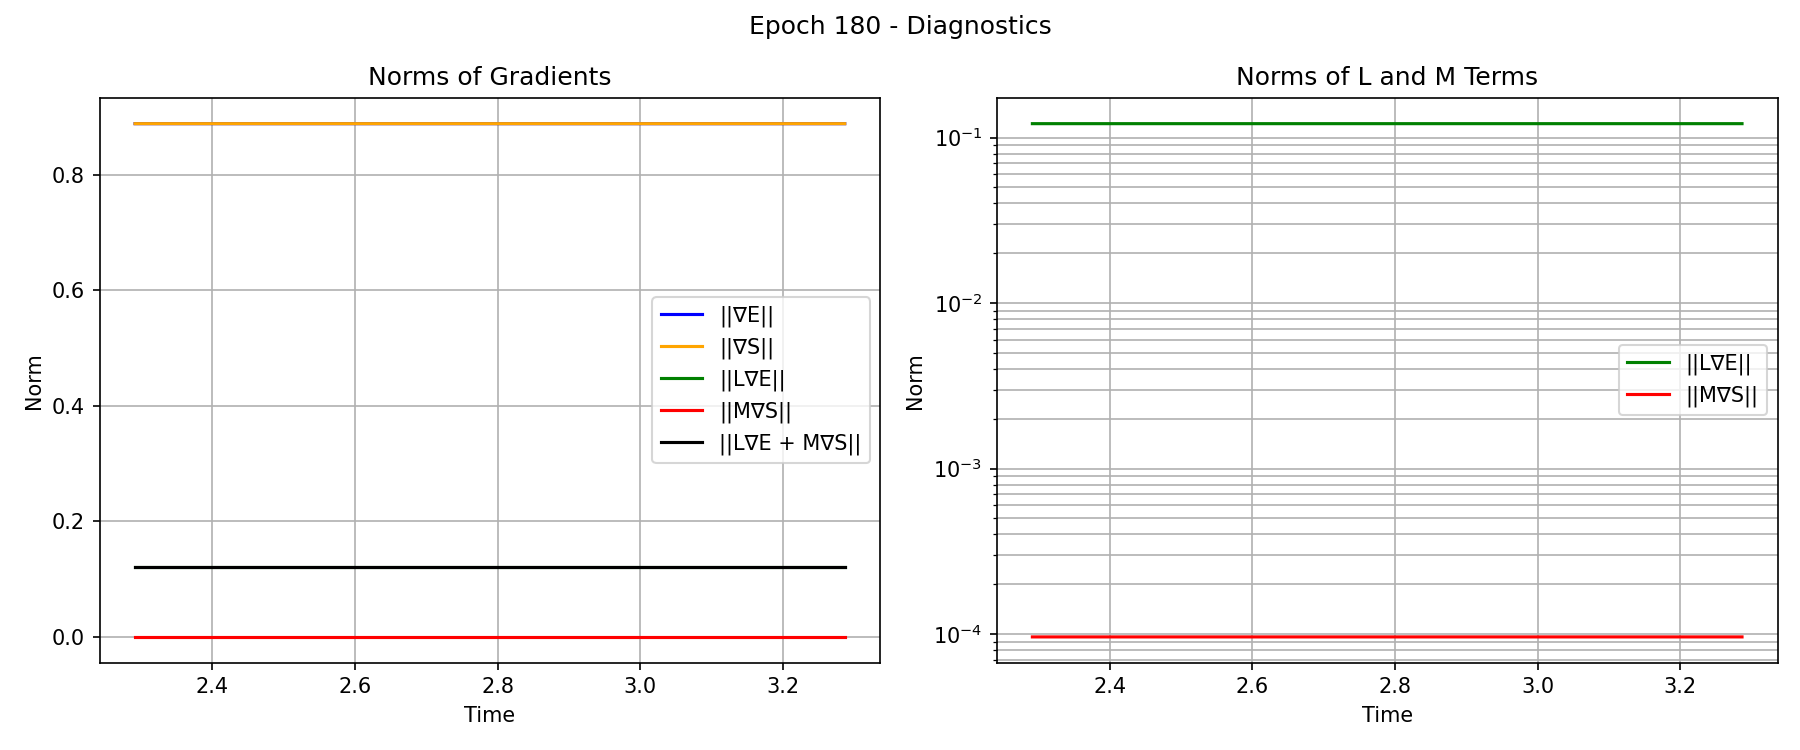 Epoch 180 - Diagnostics
Norms of Gradients
Norm
0.8
0.6
0.4
0.2
0.0
||∇E||
||∇S||
||L∇E||
||M∇S||
||L∇E + M∇S||
2.4 2.6 2.8 3.0 3.2
Time
Norms of L and M Terms
Norm
10⁻¹
10⁻²
10⁻³
10⁻⁴
||L∇E||
||M∇S||
2.4 2.6 2.8 3.0 3.2
Time